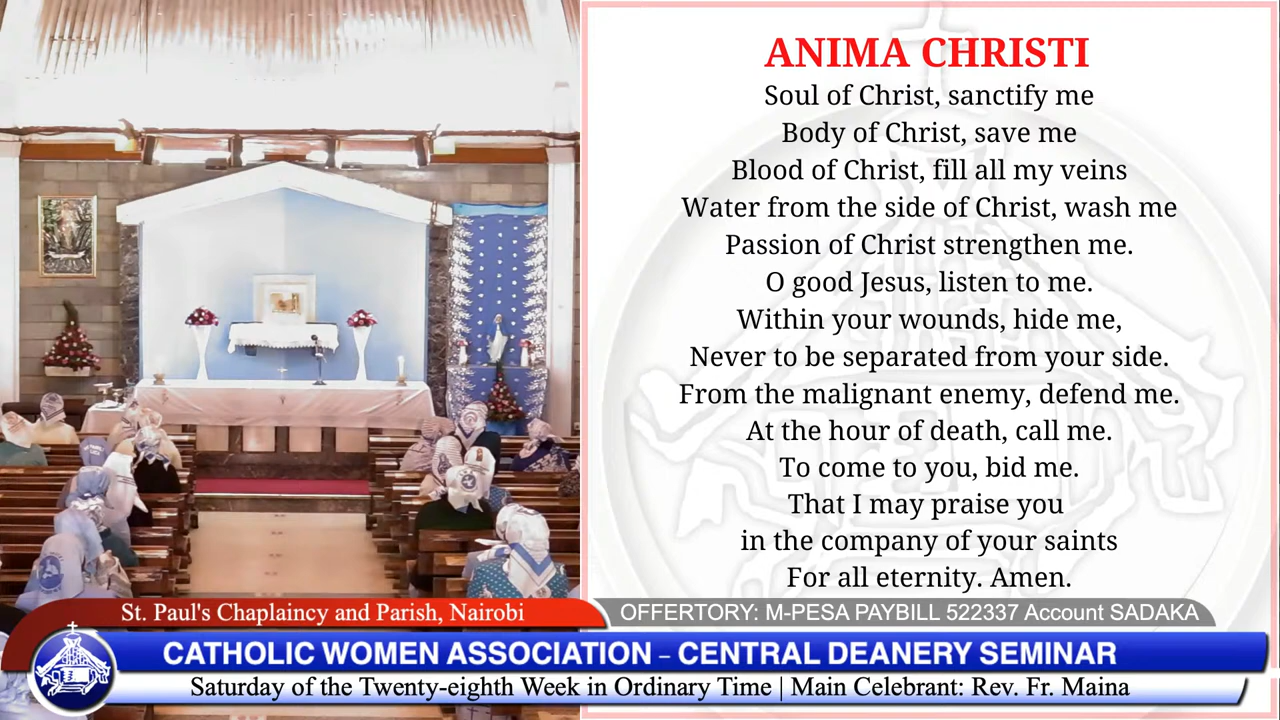 ANIMA CHRISTI
Soul of Christ, sanctify me
Body of Christ, save me
Blood of Christ, fill all my veins
Water from the side of Christ, wash me
Passion of Christ strengthen me.
O good Jesus, listen to me.
Within your wounds, hide me,
Never to be separated from your side.
From the malignant enemy, defend me.
At the hour of death, call me.
To come to you, bid me.
That I may praise you
in the company of your saints
For all eternity. Amen.
St. Paul's Chaplaincy and Parish, Nairobi
OFFERTORY: M-PESA PAYBILL 522337 Account SADAKA
CATHOLIC WOMEN ASSOCIATION – CENTRAL DEANERY SEMINAR
Saturday of the Twenty-eighth Week in Ordinary Time | Main Celebrant: Rev. Fr. Maina